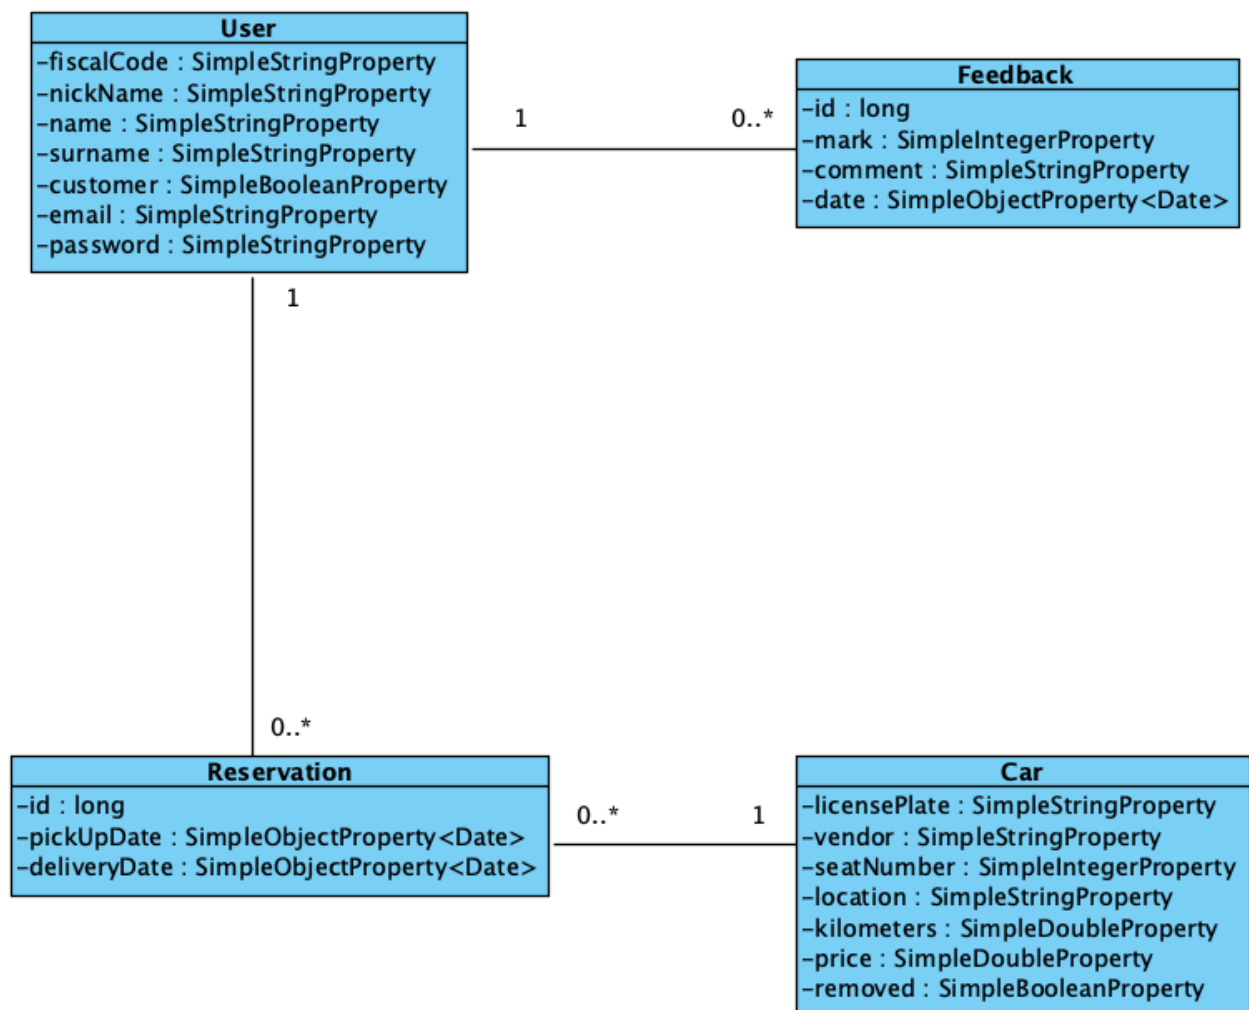 User
-fiscalCode : SimpleStringProperty
-nickName : SimpleStringProperty
-name : SimpleStringProperty
-surname : SimpleStringProperty
-customer : SimpleBooleanProperty
-email : SimpleStringProperty
-password : SimpleStringProperty
1
0..*
Feedback
-id : long
-mark : SimpleIntegerProperty
-comment : SimpleStringProperty
-date : SimpleObjectProperty<Date>
1
0..*
Reservation
-id : long
-pickUpDate : SimpleObjectProperty<Date>
-deliveryDate : SimpleObjectProperty<Date>
0..*
1
Car
-licensePlate : SimpleStringProperty
-vendor : SimpleStringProperty
-seatNumber : SimpleIntegerProperty
-location : SimpleStringProperty
-kilometers : SimpleDoubleProperty
-price : SimpleDoubleProperty
-removed : SimpleBooleanProperty